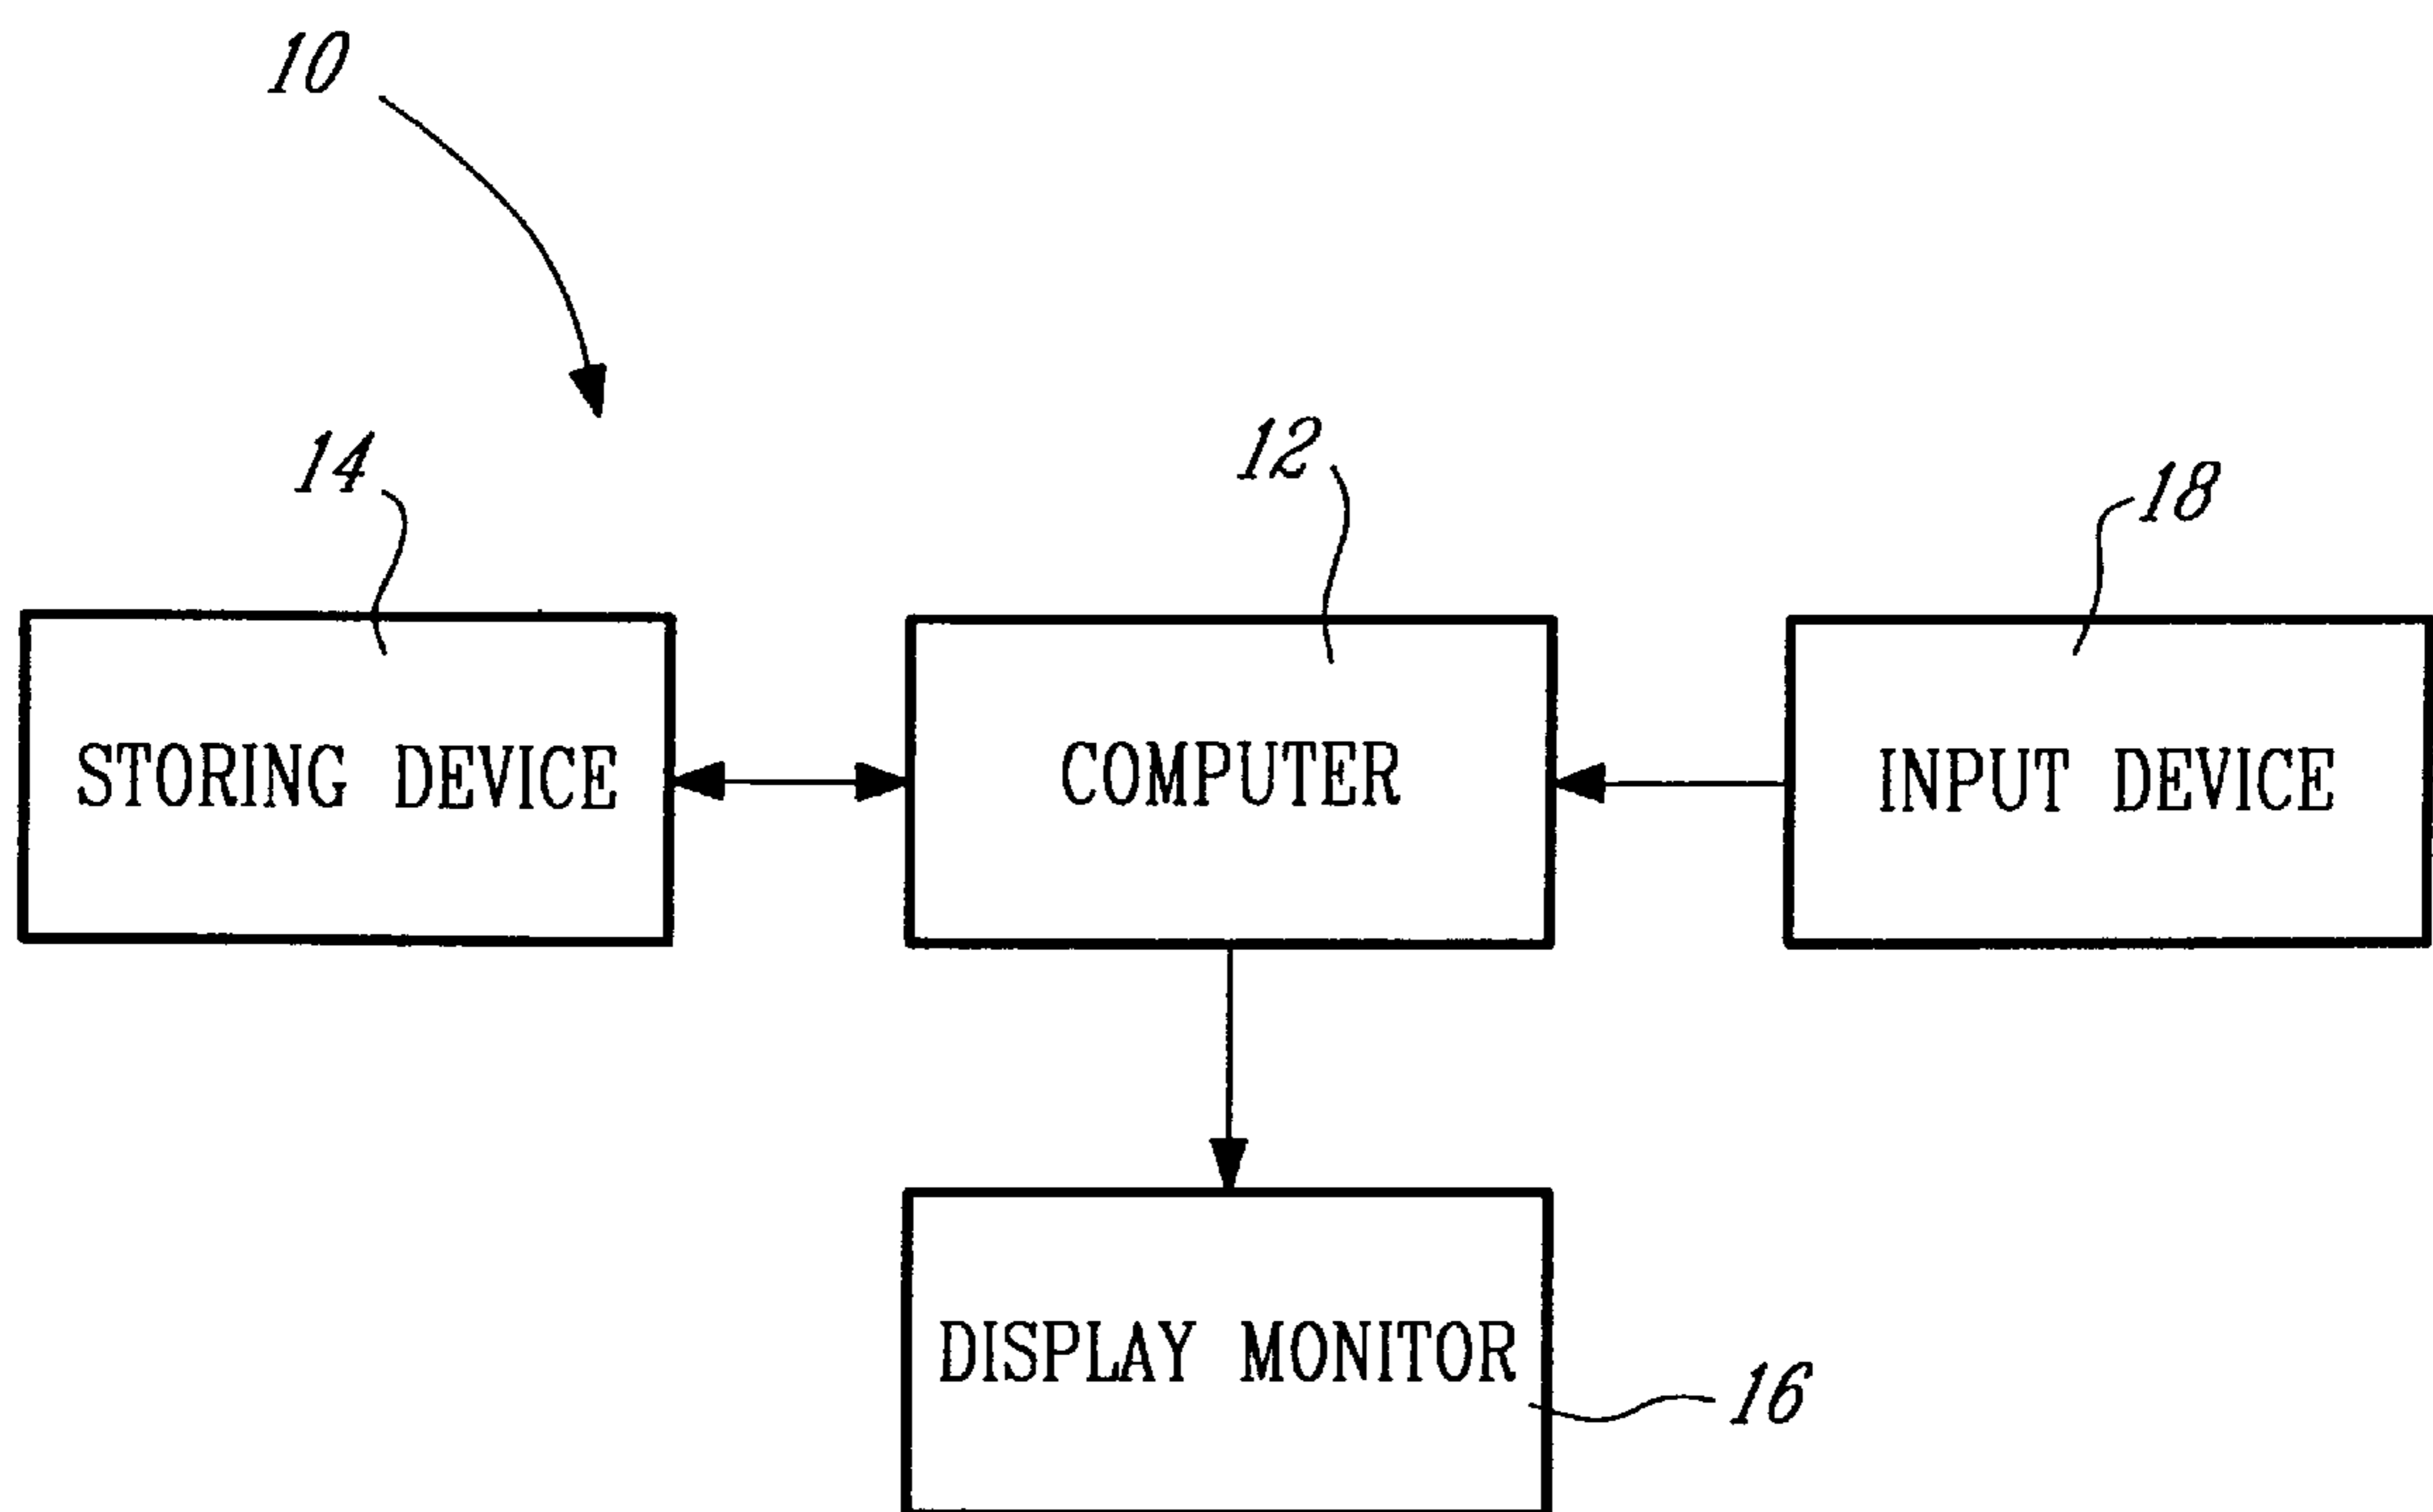 10
14
12
18
STORING DEVICE
COMPUTER
INPUT DEVICE
DISPLAY MONITOR
16